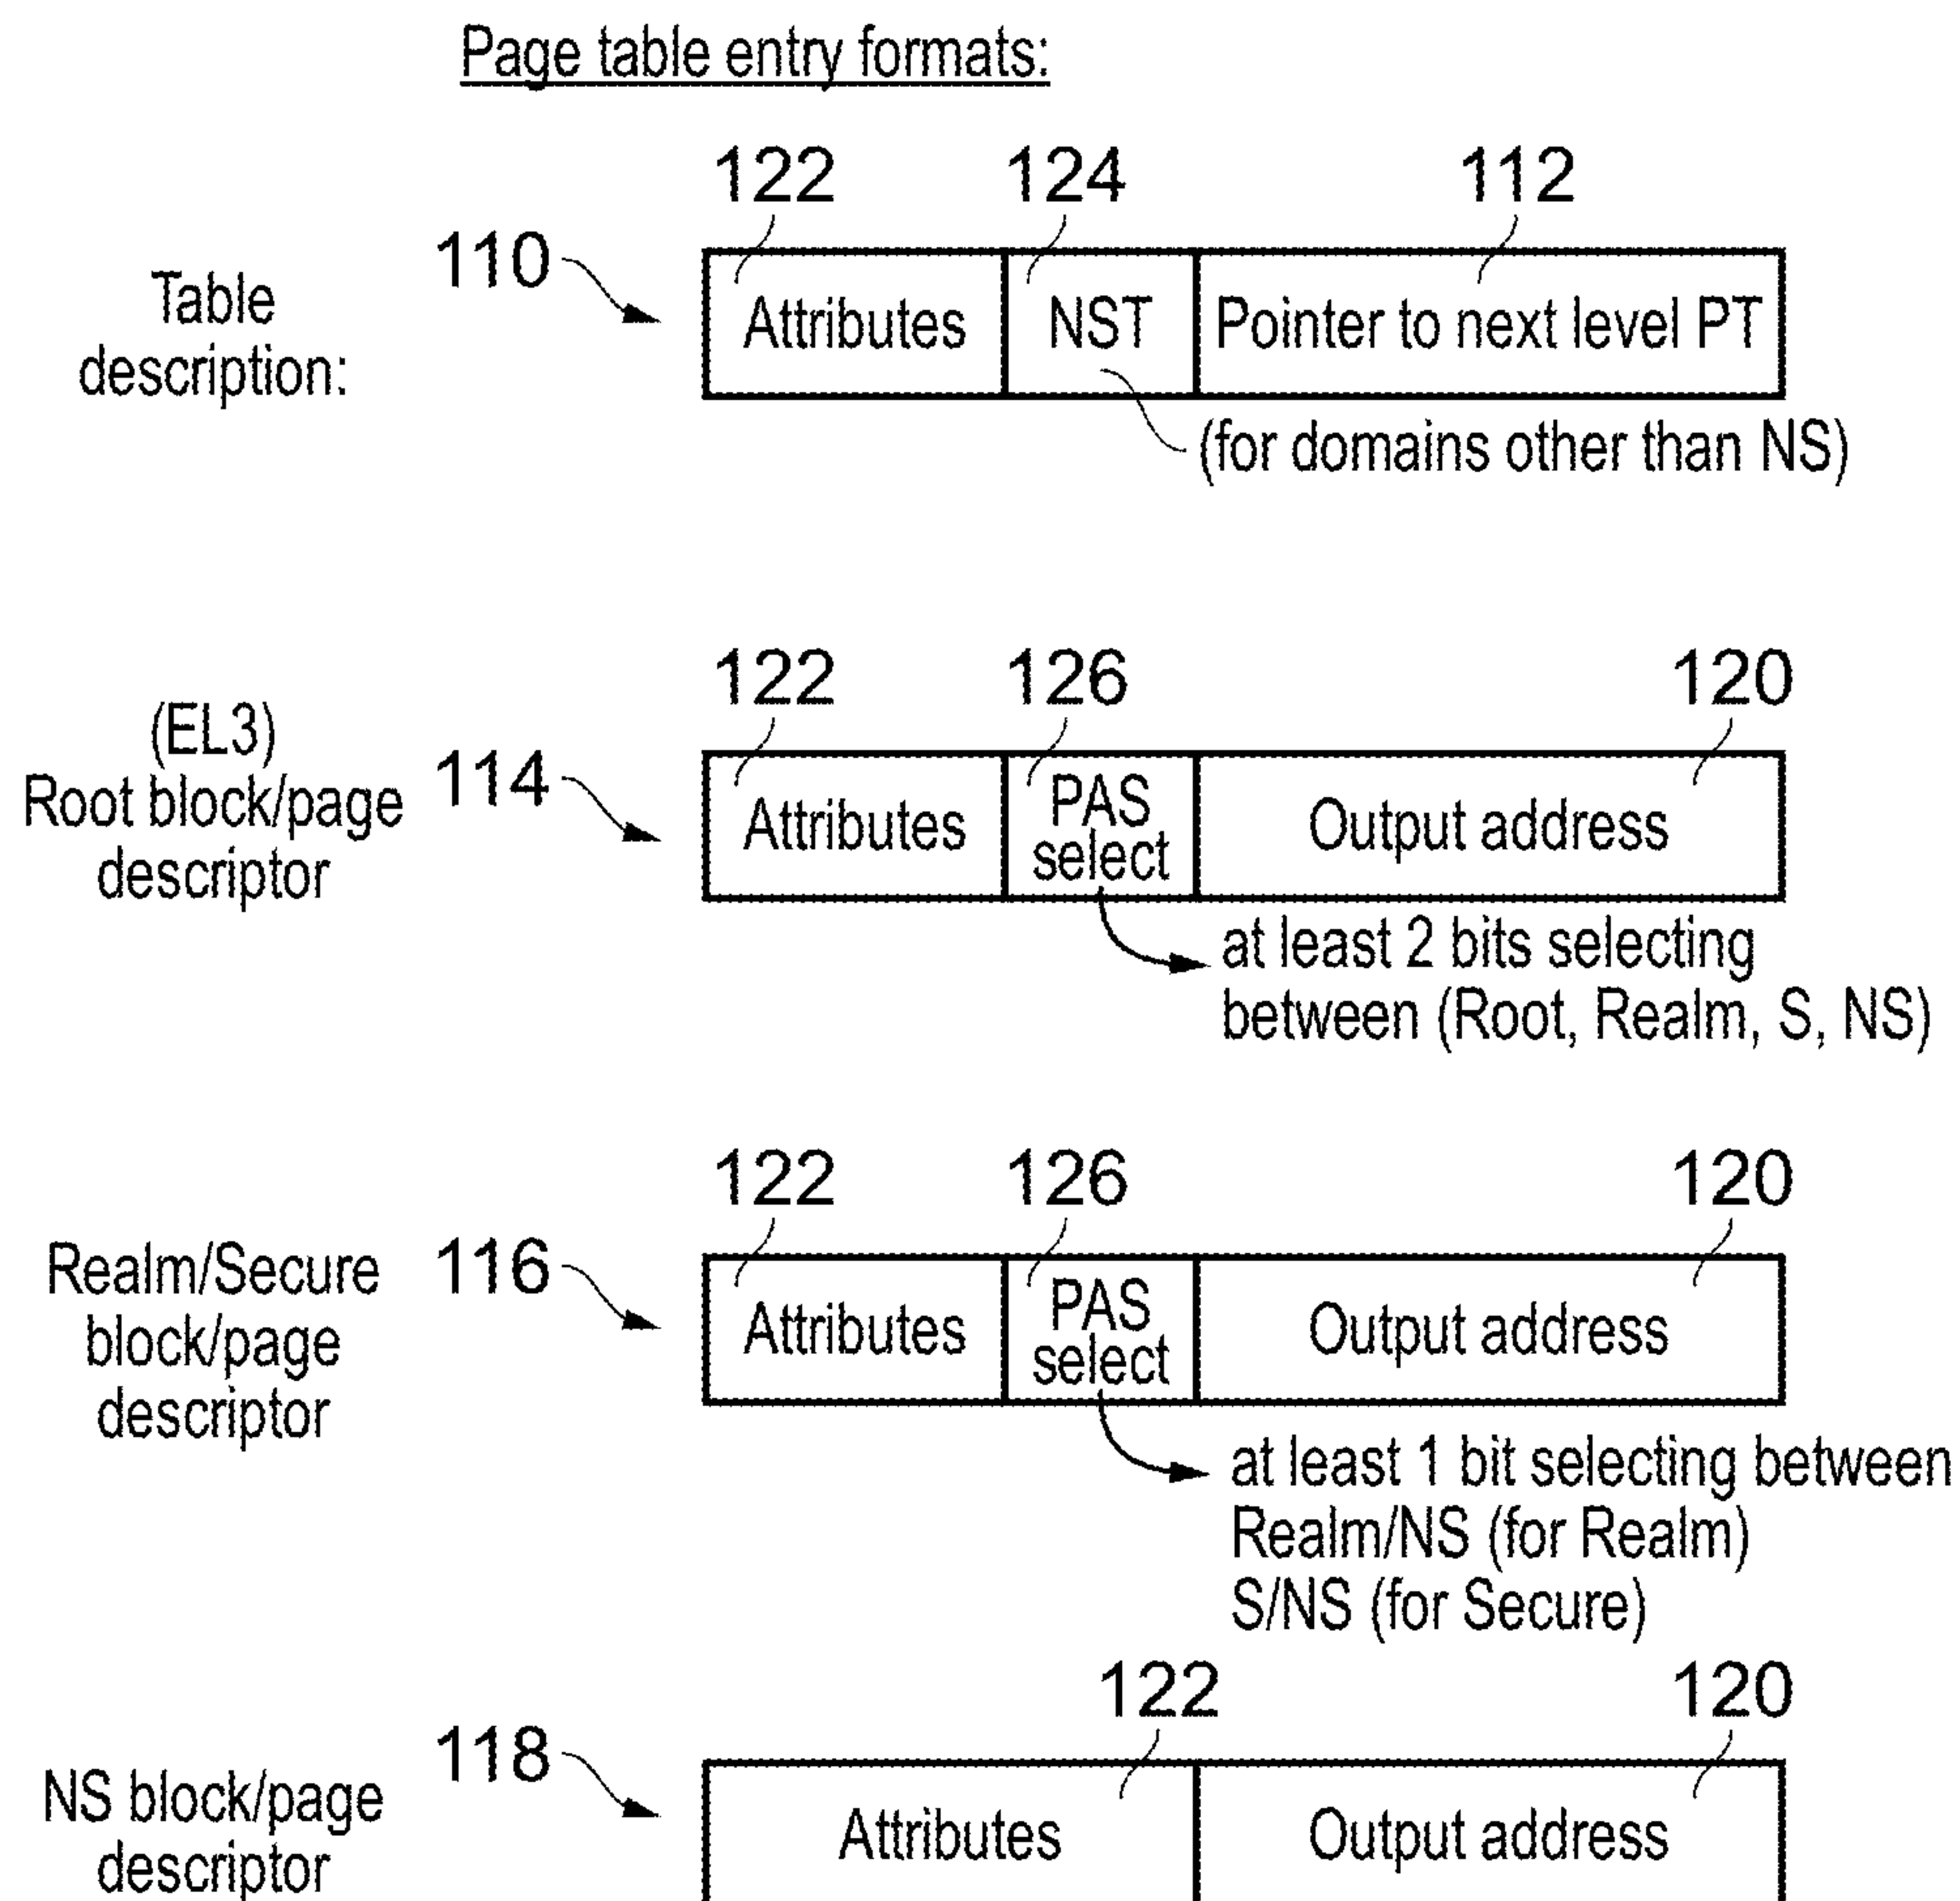 Page table entry formats:
122 124 112
110
Table
description:
Attributes NST Pointer to next level PT
(for domains other than NS)
122 126 120
(EL3)
Root block/page
descriptor
114
Attributes PAS
select Output address
at least 2 bits selecting
between (Root, Realm, S, NS)
122 126 120
Realm/Secure
block/page
descriptor
116
Attributes PAS
select Output address
at least 1 bit selecting between
Realm/NS (for Realm)
S/NS (for Secure)
122 120
118
NS block/page
descriptor
Attributes Output address